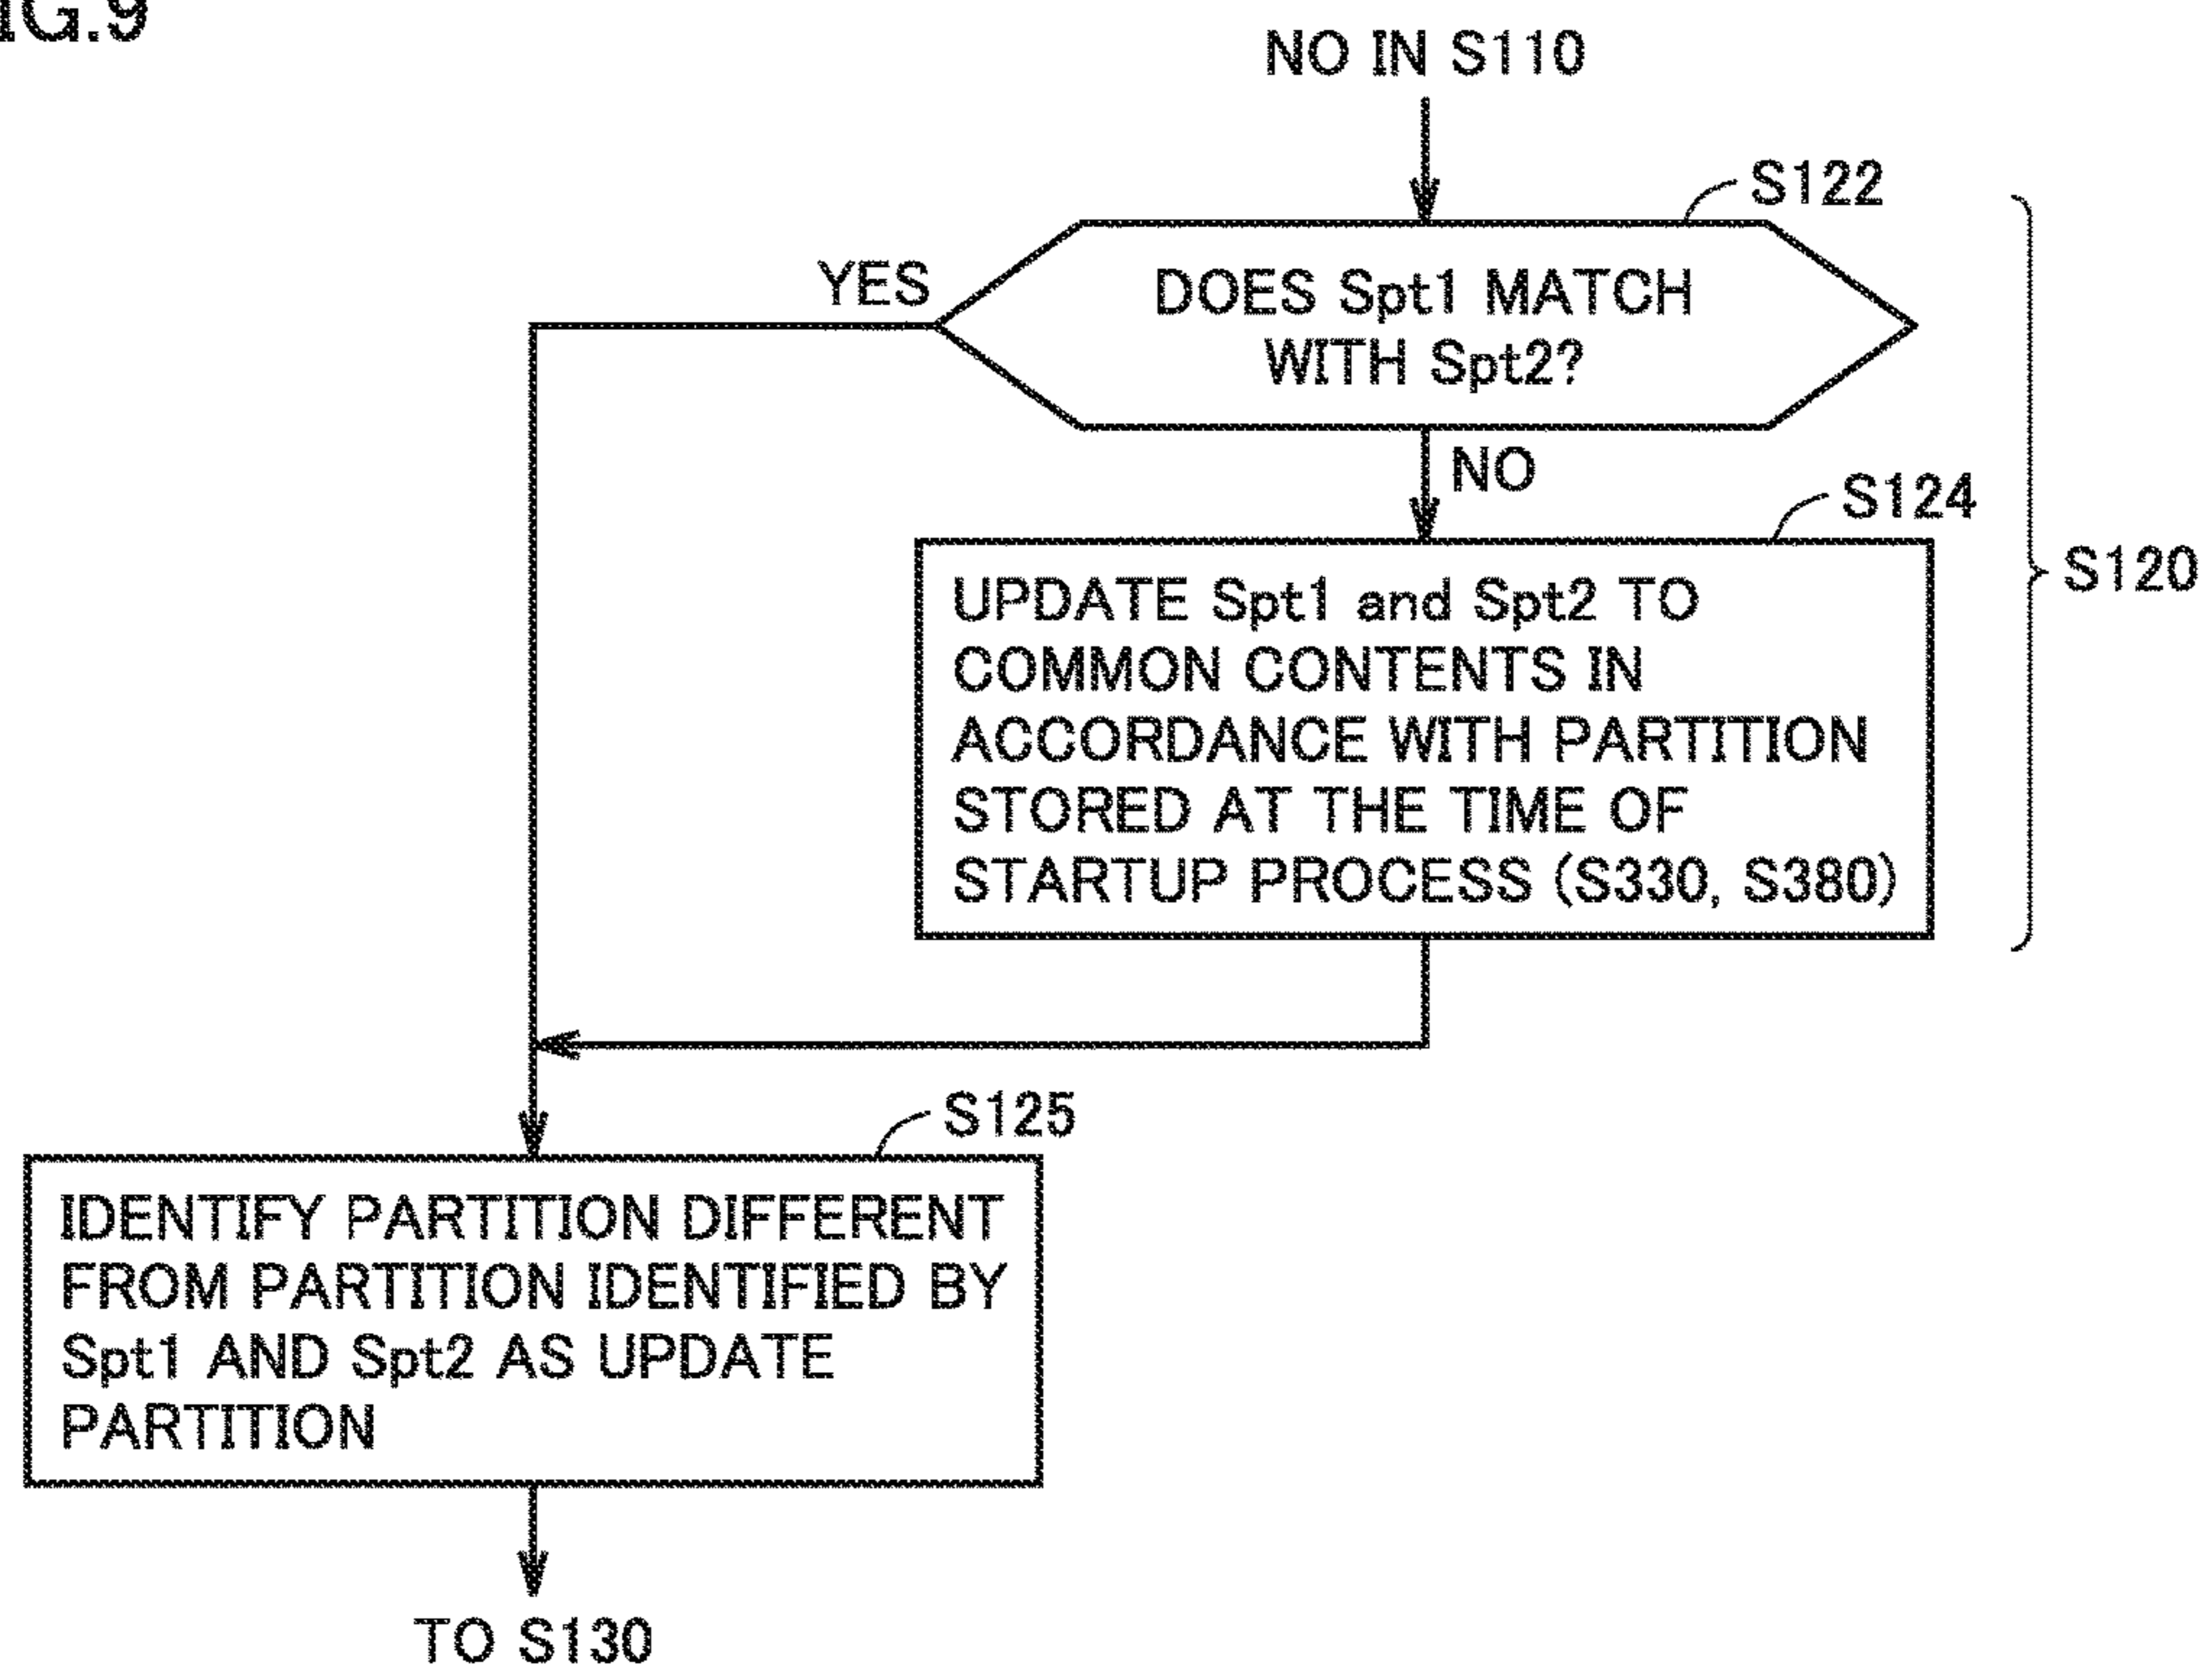 IG.9
NO IN S110
S122
YES
DOES Spt1 MATCH
WITH Spt2?
NO
S124
UPDATE Spt1 and Spt2 TO
COMMON CONTENTS IN
ACCORDANCE WITH PARTITION
STORED AT THE TIME OF
STARTUP PROCESS (S330, S380)
S120
S125
IDENTIFY PARTITION DIFFERENT
FROM PARTITION IDENTIFIED BY
Spt1 AND Spt2 AS UPDATE
PARTITION
TO S130